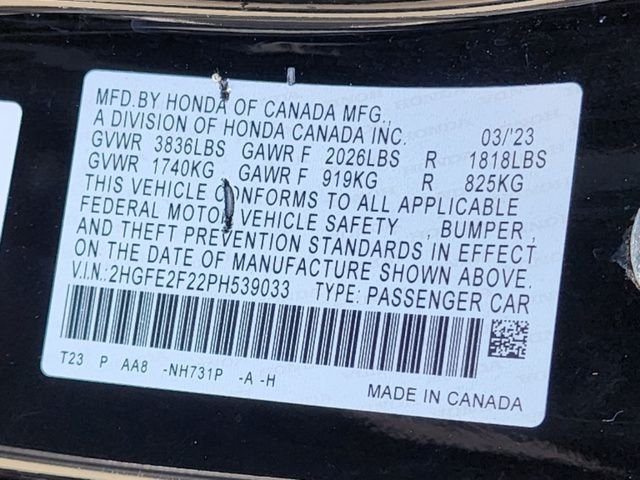 MFD.BY HONDA OF CANADA MFG.,
A DIVISION OF HONDA CANADA INC. 03/'23
GVWR 3836LBS GAWR F 2026LBS R 1818LBS
GVWR 1740KG GAWR F 919KG R 825KG
THIS VEHICLE CONFORMS TO ALL APPLICABLE
FEDERAL MOTOR VEHICLE SAFETY , BUMPER,
AND THEFT PREVENTION STANDARDS IN EFFECT
ON THE DATE OF MANUFACTURE SHOWN ABOVE.
V.I.N.:2HGFE2F22PH539033 TYPE: PASSENGER CAR
T23 P AA8 -NH731P -A -H
MADE IN CANADA